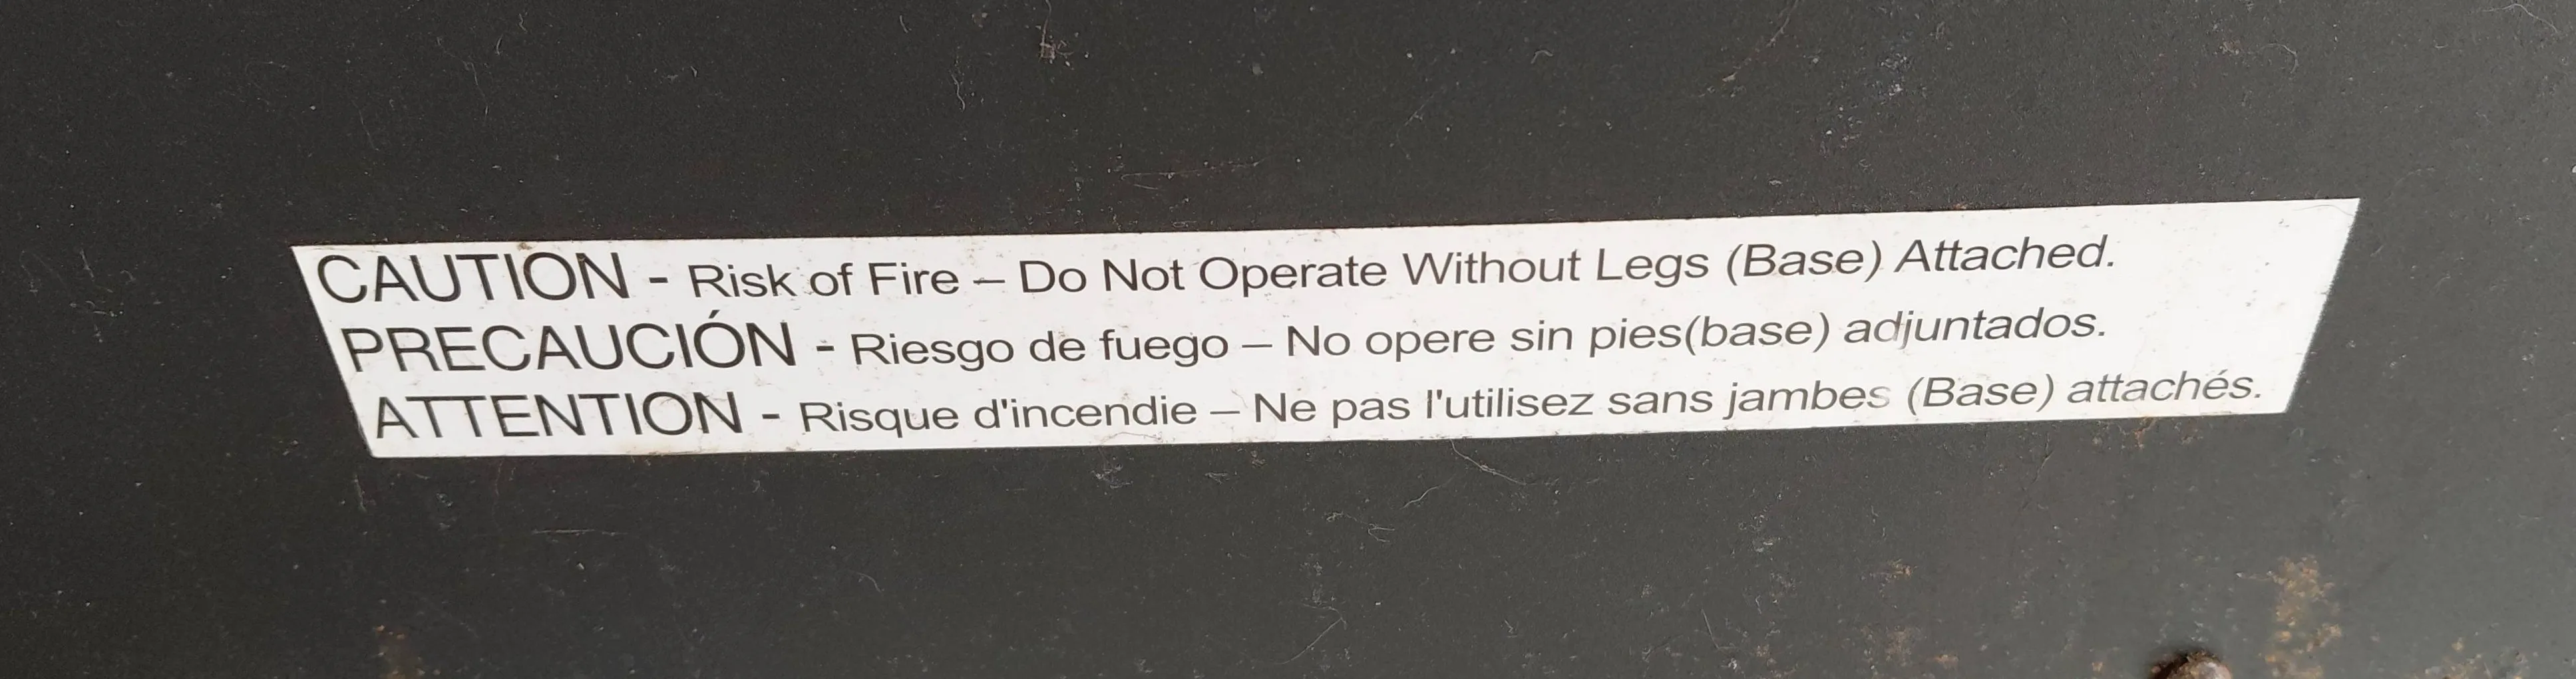 CAUTION - Risk of Fire – Do Not Operate Without Legs (Base) Attached.
PRECAUCIÓN - Riesgo de fuego – No opere sin pies(base) adjuntados.
ATTENTION - Risque d'incendie – Ne pas l'utilisez sans jambes (Base) attachés.